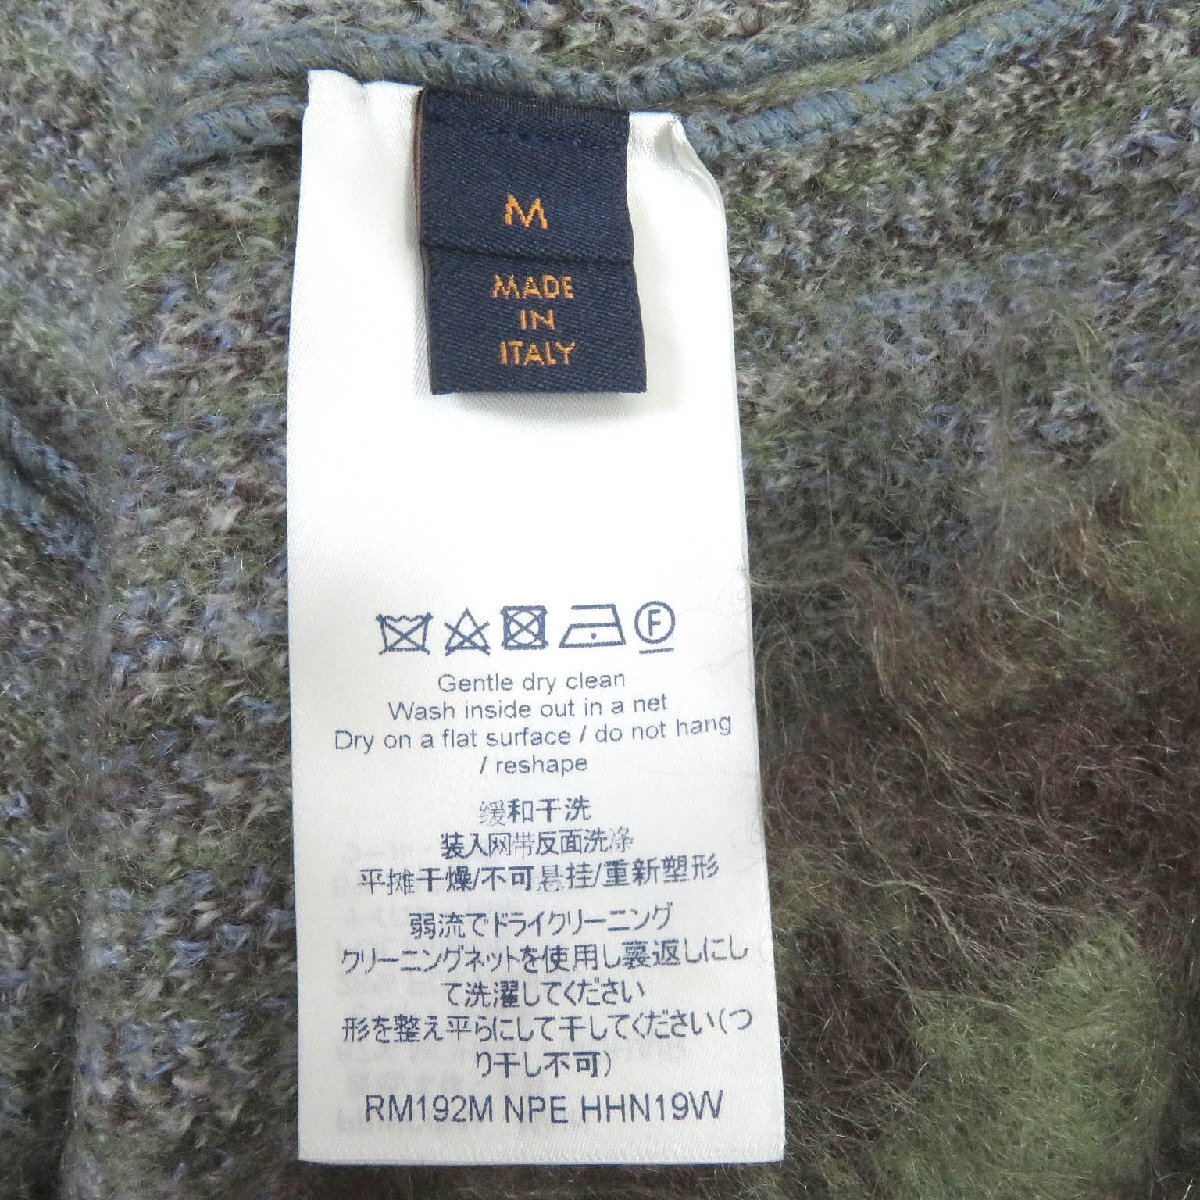 M
MADE
IN
ITALY
F
Gentle dry clean
Wash inside out in a net
Dry on a flat surface / do not hang
/ reshape
缓和干洗
装入网带反面洗涤
平摊干燥/不可悬挂/重新塑形
弱流でドライクリーニング
クリーニングネットを使用し裏返しにし
て洗濯してください
形を整え平らにして干してください(つ
り干し不可)
RM192M NPE HHN19W